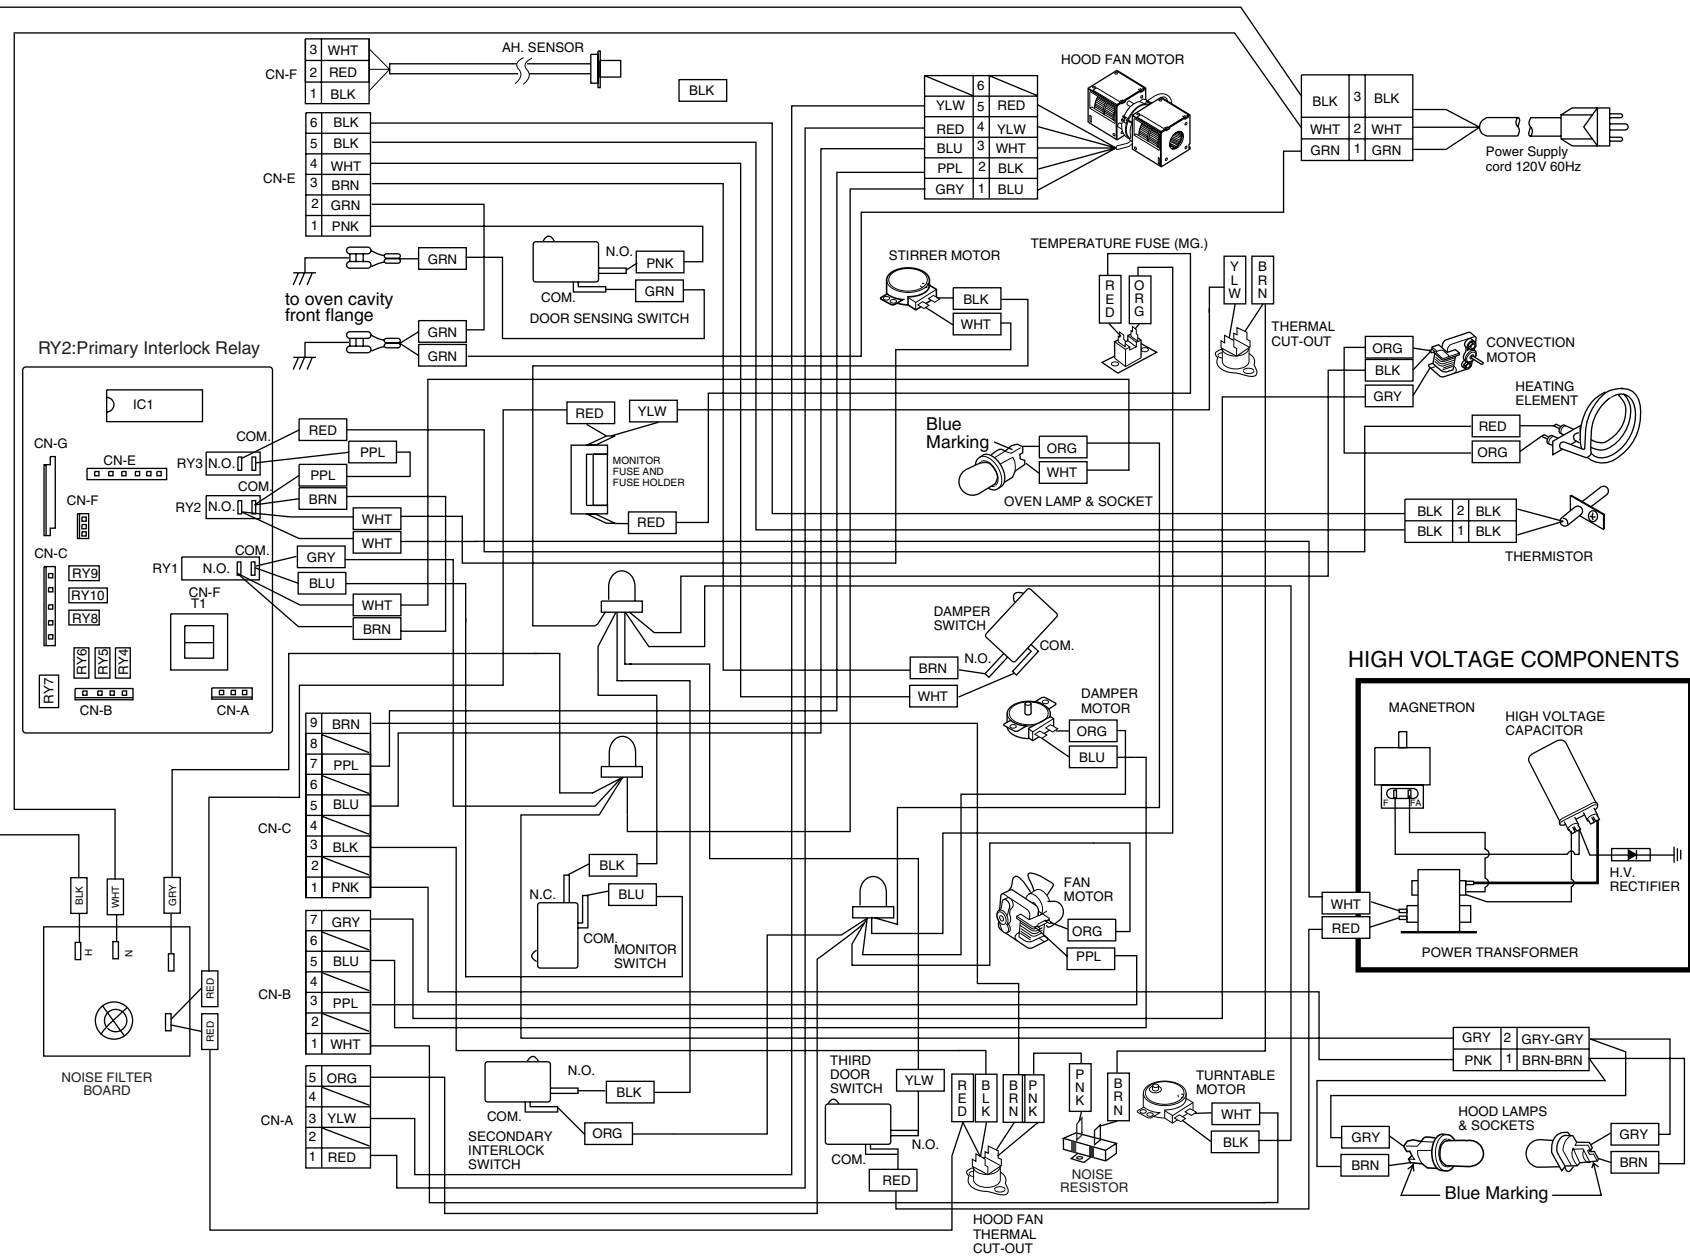 CN-F
3 WHT
2 RED
1 BLK
AH. SENSOR
BLK
CN-E
6 BLK
5 BLK
4 WHT
3 BRN
2 GRN
1 PNK
HOOD FAN MOTOR
6
YLW 5 RED
RED 4 YLW
BLU 3 WHT
PPL 2 BLK
GRY 1 BLU
BLK 3 BLK
WHT 2 WHT
GRN 1 GRN
Power Supply
cord 120V 60Hz
GRN
to oven cavity
front flange
GRN
GRN
N.O.
PNK
GRN
COM.
DOOR SENSING SWITCH
STIRRER MOTOR
BLK
WHT
TEMPERATURE FUSE (MG.)
RED
ORG
YLW
BRN
THERMAL
CUT-OUT
ORG
BLK
GRY
CONVECTION
MOTOR
HEATING
ELEMENT
RED
ORG
BLK 2 BLK
BLK 1 BLK
THERMISTOR
RY2:Primary Interlock Relay
IC1
CN-G
CN-E
CN-F
CN-C
RY9
RY10
RY8
RY6
RY5
RY4
RY7
CN-B
CN-A
CN-F
T1
RY3
N.O.
COM.
RY2
N.O.
COM.
RY1
N.O.
COM.
RED
PPL
PPL
BRN
WHT
WHT
GRY
BLU
WHT
BRN
RED
YLW
MONITOR
FUSE AND
FUSE HOLDER
RED
Blue
Marking
ORG
WHT
OVEN LAMP & SOCKET
DAMPER
SWITCH
COM.
N.O.
BRN
WHT
DAMPER
MOTOR
ORG
BLU
HIGH VOLTAGE COMPONENTS
MAGNETRON
F
FA
HIGH VOLTAGE
CAPACITOR
H.V.
RECTIFIER
WHT
RED
POWER TRANSFORMER
CN-C
9 BRN
8
7 PPL
6
5 BLU
4
3 BLK
2
1 PNK
CN-B
7 GRY
6
5 BLU
4
3 PPL
2
1 WHT
CN-A
5 ORG
4
3 YLW
2
1 RED
BLK
WHT
GRY
H
N
RED
RED
NOISE FILTER
BOARD
BLK
N.C.
BLU
COM.
MONITOR
SWITCH
FAN
MOTOR
ORG
PPL
N.O.
BLK
COM.
ORG
SECONDARY
INTERLOCK
SWITCH
THIRD
DOOR
SWITCH
YLW
N.O.
COM.
RED
RED
BLK
BRN
PNK
HOOD FAN
THERMAL
CUT-OUT
PNK
BRN
NOISE
RESISTOR
TURNTABLE
MOTOR
WHT
BLK
GRY 2 GRY-GRY
PNK 1 BRN-BRN
HOOD LAMPS
& SOCKETS
GRY
BRN
GRY
BRN
Blue Marking